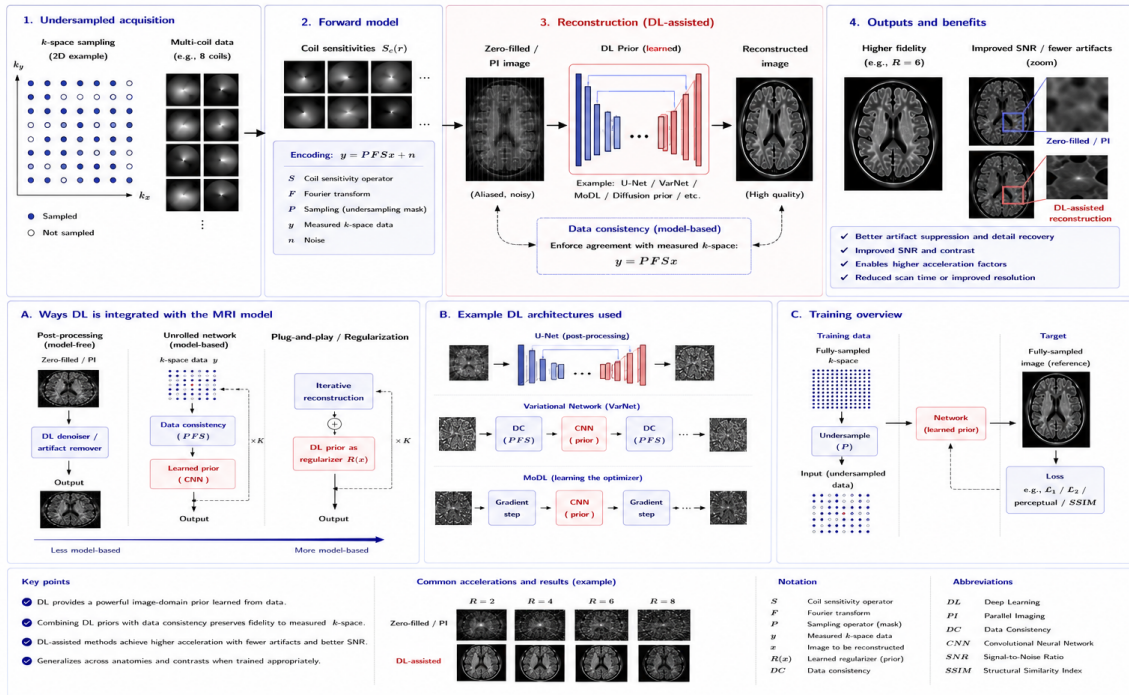 1. Undersampled acquisition
k-space sampling
(2D example)
k_y
k_x
Sampled
Not sampled
Multi-coil data
(e.g., 8 coils)
⋮
2. Forward model
Coil sensitivities S_c(r)
...
...
Encoding: y = PFSx + n
S Coil sensitivity operator
F Fourier transform
P Sampling (undersampling mask)
y Measured k-space data
n Noise
3. Reconstruction (DL-assisted)
Zero-filled /
PI image
(Aliased, noisy)
DL Prior (learned)
Example: U-Net / VarNet /
MoDL / Diffusion prior / etc.
Reconstructed
image
(High quality)
Data consistency (model-based)
Enforce agreement with measured k-space:
y = PFSx
4. Outputs and benefits
Higher fidelity
(e.g., R = 6)
Improved SNR / fewer artifacts
(zoom)
Zero-filled / PI
DL-assisted
reconstruction
Better artifact suppression and detail recovery
Improved SNR and contrast
Enables higher acceleration factors
Reduced scan time or improved resolution
A. Ways DL is integrated with the MRI model
Post-processing
(model-free)
Zero-filled / PI
DL denoiser /
artifact remover
Output
Unrolled network
(model-based)
k-space data y
Data consistency
(PFS)
Learned prior
(CNN)
×K
Output
Plug-and-play / Regularization
Iterative
reconstruction
+
DL prior as
regularizer R(x)
×K
Output
Less model-based
More model-based
B. Example DL architectures used
U-Net (post-processing)
Variational Network (VarNet)
DC
(PFS)
CNN
(prior)
DC
(PFS)
...
MoDL (learning the optimizer)
Gradient
step
CNN
(prior)
Gradient
step
...
C. Training overview
Training data
Fully-sampled
k-space
Undersample
(P)
Input (undersampled
data)
Network
(learned prior)
Target
Fully-sampled
image (reference)
Loss
e.g., ℒ₁ / ℒ₂ /
perceptual / SSIM
Key points
DL provides a powerful image-domain prior learned from data.
Combining DL priors with data consistency preserves fidelity to measured k-space.
DL-assisted methods achieve higher acceleration with fewer artifacts and better SNR.
Generalizes across anatomies and contrasts when trained appropriately.
Common accelerations and results (example)
R = 2 R = 4 R = 6 R = 8
Zero-filled / PI
DL-assisted
Notation
S Coil sensitivity operator
F Fourier transform
P Sampling operator (mask)
y Measured k-space data
x Image to be reconstructed
R(x) Learned regularizer (prior)
DC Data consistency
Abbreviations
DL Deep Learning
PI Parallel Imaging
DC Data Consistency
CNN Convolutional Neural Network
SNR Signal-to-Noise Ratio
SSIM Structural Similarity Index